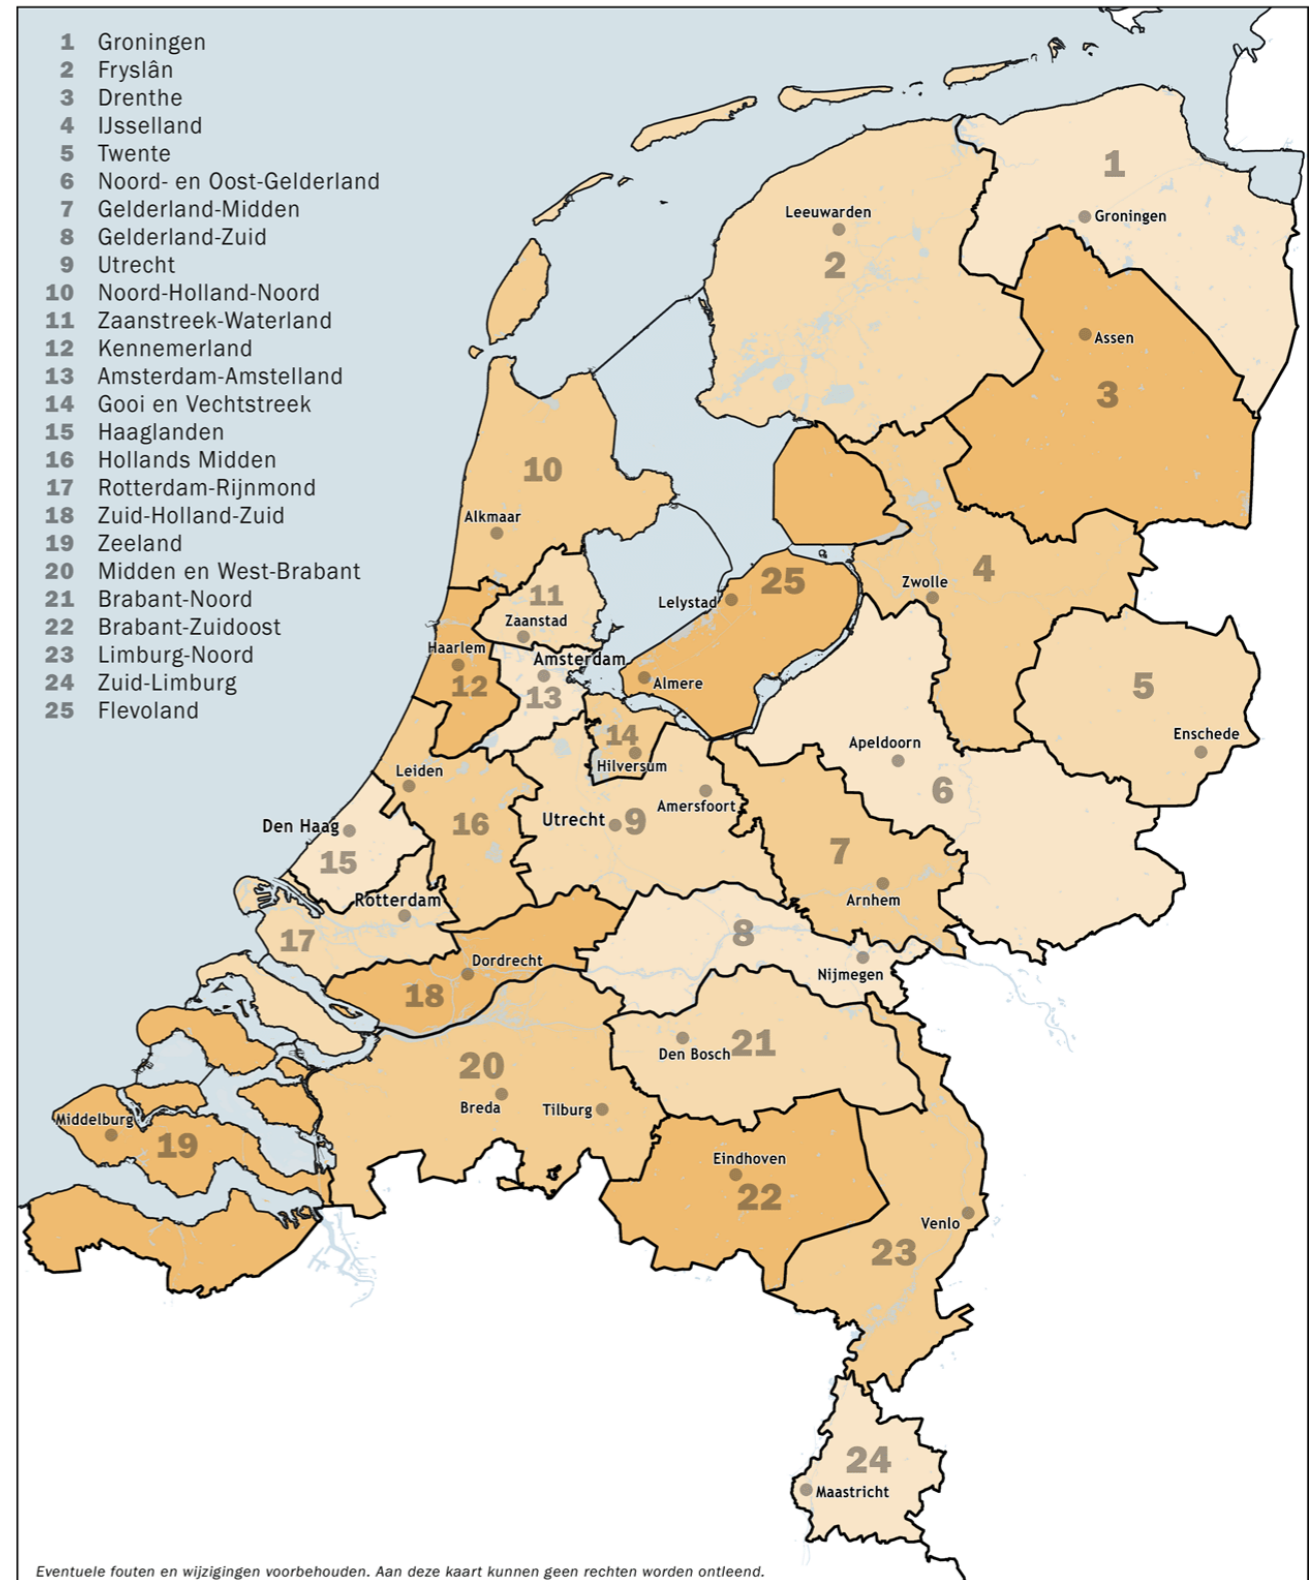 1 Groningen
2 Fryslân
3 Drenthe
4 IJsselland
5 Twente
6 Noord- en Oost-Gelderland
7 Gelderland-Midden
8 Gelderland-Zuid
9 Utrecht
10 Noord-Holland-Noord
11 Zaanstreek-Waterland
12 Kennemerland
13 Amsterdam-Amstelland
14 Gooi en Vechtstreek
15 Haaglanden
16 Hollands Midden
17 Rotterdam-Rijnmond
18 Zuid-Holland-Zuid
19 Zeeland
20 Midden en West-Brabant
21 Brabant-Noord
22 Brabant-Zuidoost
23 Limburg-Noord
24 Zuid-Limburg
25 Flevoland
1
Groningen
Leeuwarden
2
Assen
3
10
Alkmaar
4
Zwolle
25
Lelystad
11
Zaanstad
Haarlem
12
Amsterdam
13
Almere
5
Enschede
14
Hilversum
Apeldoorn
6
Leiden
16
Amersfoort
Utrecht
9
Den Haag
15
7
Arnhem
Rotterdam
17
8
Nijmegen
Dordrecht
18
21
Den Bosch
20
Breda
Tilburg
Middelburg
19
Eindhoven
22
Venlo
23
24
Maastricht
Eventuele fouten en wijzigingen voorbehouden. Aan deze kaart kunnen geen rechten worden ontleend.